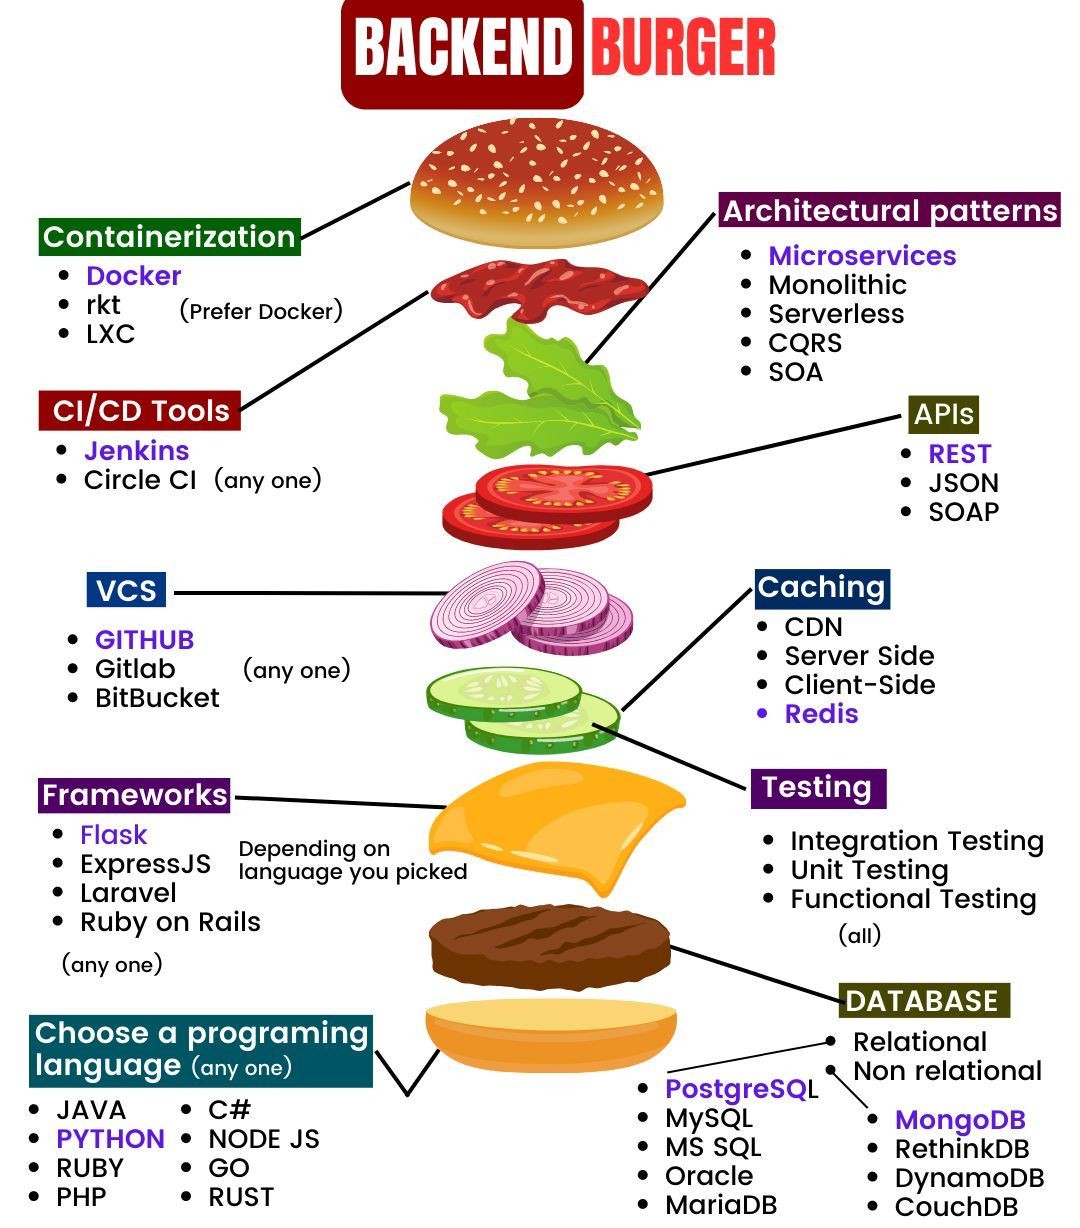 BACKEND BURGER
Containerization
Docker
rkt
(Prefer Docker)
LXC
Architectural patterns
Microservices
Monolithic
Serverless
CQRS
SOA
CI/CD Tools
Jenkins
Circle CI (any one)
APIs
REST
JSON
SOAP
VCS
GITHUB
Gitlab
(any one)
BitBucket
Caching
CDN
Server Side
Client-Side
Redis
Frameworks
Flask
ExpressJS
Laravel
Ruby on Rails
(any one)
Depending on
language you picked
Testing
Integration Testing
Unit Testing
Functional Testing
(all)
Choose a programing
language (any one)
JAVA
PYTHON
RUBY
PHP
C#
NODE JS
GO
RUST
DATABASE
Relational
Non relational
PostgreSQL
MySQL
MS SQL
Oracle
MariaDB
MongoDB
RethinkDB
DynamoDB
CouchDB